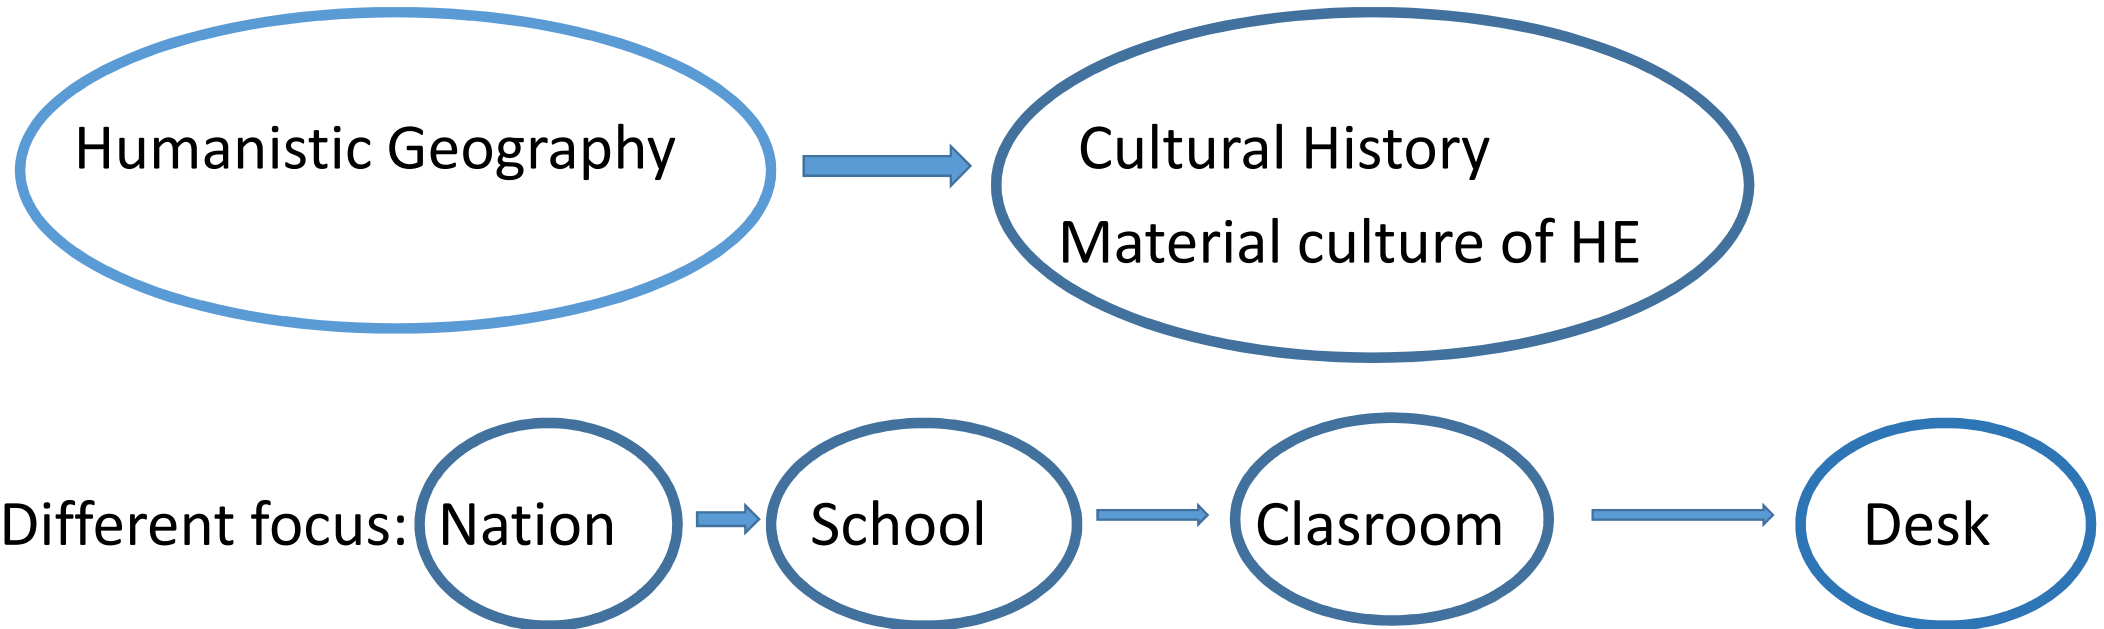 Humanistic Geography
Cultural History
Material culture of HE
Different focus: Nation School Clasroom Desk